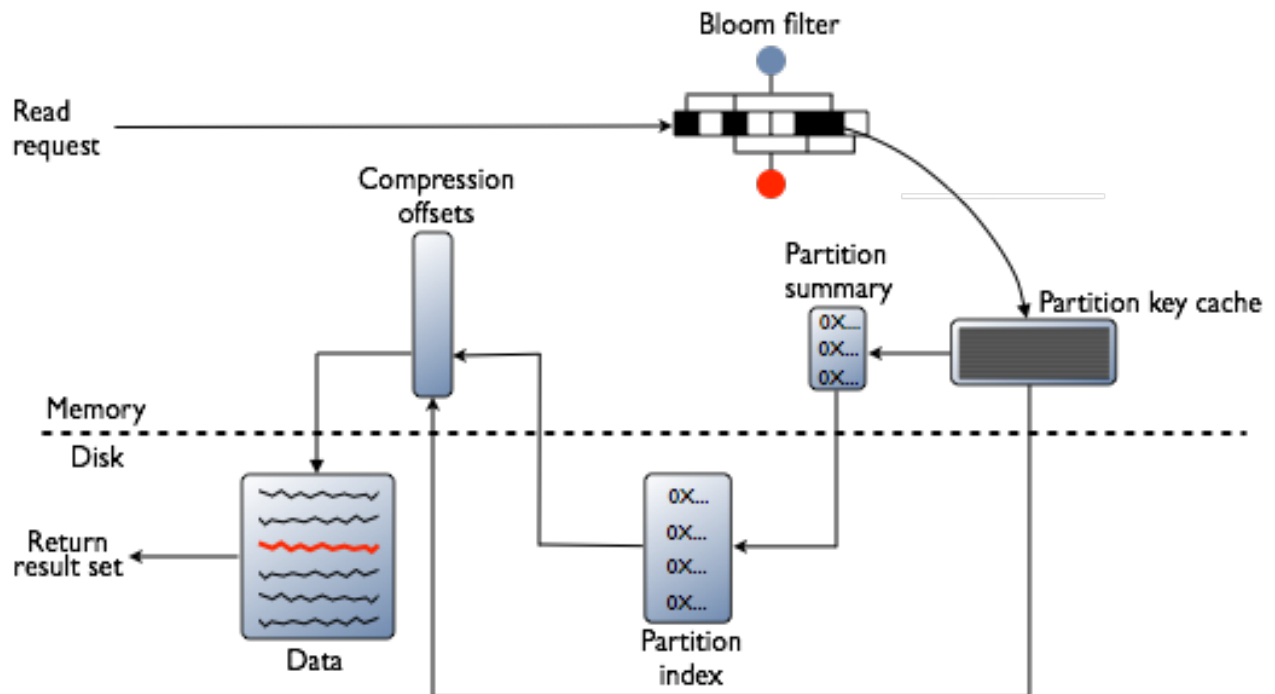 Bloom filter
Read
request
Compression
offsets
Partition
summary
Partition key cache
0X...
0X...
0X...
Memory
Disk
0X...
0X...
0X...
0X...
Return
result set
Data
Partition
index